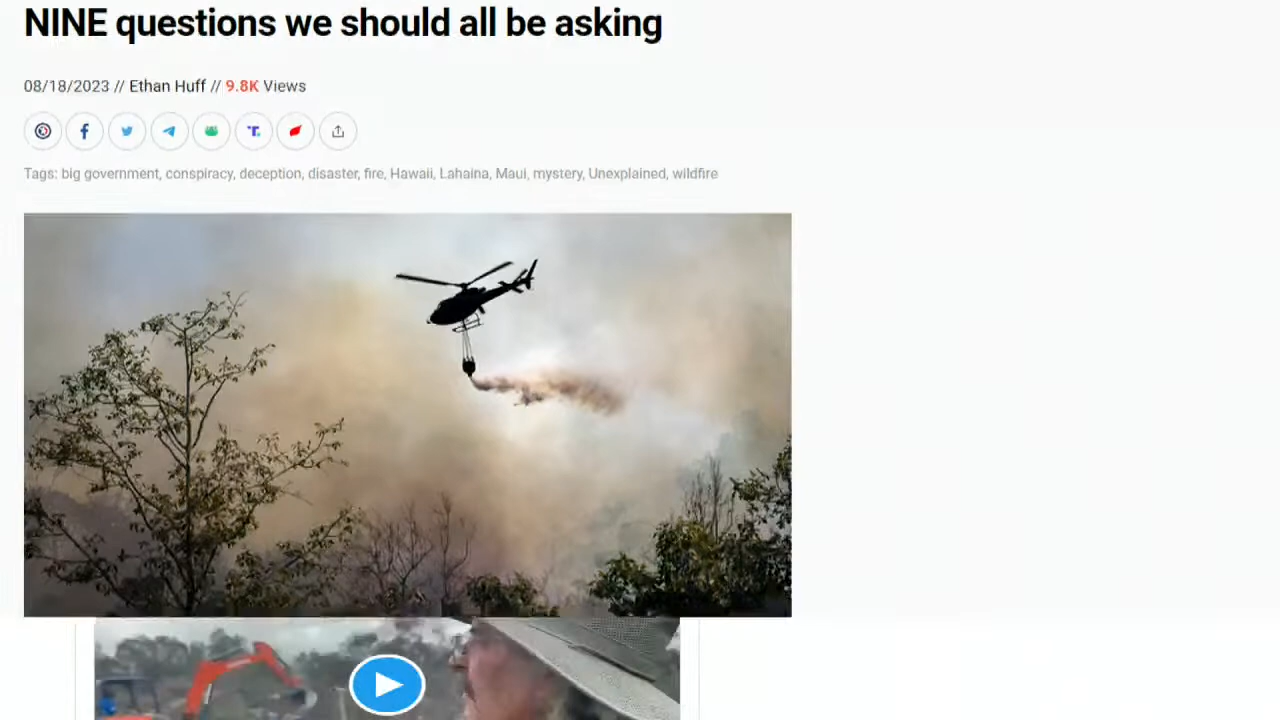 NINE questions we should all be asking
08/18/2023 // Ethan Huff // 9.8K Views
Tags: big government, conspiracy, deception, disaster, fire, Hawaii, Lahaina, Maui, mystery, Unexplained, wildfire